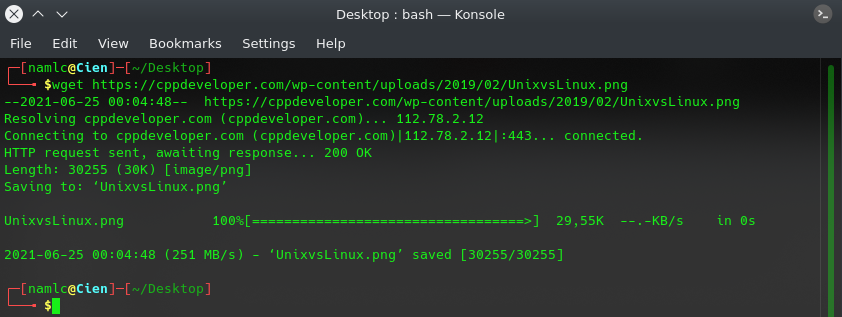 Desktop : bash — Konsole
File Edit View Bookmarks Settings Help
┌─[namlc@Cien]─[~/Desktop]
└──╼ $wget https://cppdeveloper.com/wp-content/uploads/2019/02/UnixvsLinux.png
--2021-06-25 00:04:48--  https://cppdeveloper.com/wp-content/uploads/2019/02/UnixvsLinux.png
Resolving cppdeveloper.com (cppdeveloper.com)... 112.78.2.12
Connecting to cppdeveloper.com (cppdeveloper.com)|112.78.2.12|:443... connected.
HTTP request sent, awaiting response... 200 OK
Length: 30255 (30K) [image/png]
Saving to: ‘UnixvsLinux.png’
UnixvsLinux.png           100%[==================================>]  29,55K  --.-KB/s    in 0s
2021-06-25 00:04:48 (251 MB/s) - ‘UnixvsLinux.png’ saved [30255/30255]
┌─[namlc@Cien]─[~/Desktop]
└──╼ $